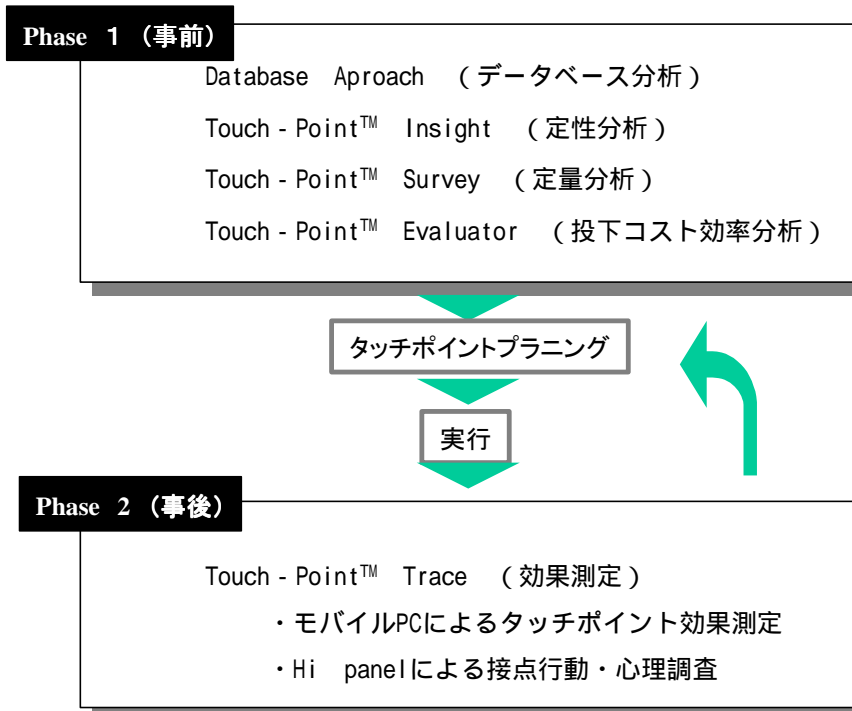 Phase 1 (事前)
Database Aproach (データベース分析)
Touch-Point™ Insight (定性分析)
Touch-Point™ Survey (定量分析)
Touch-Point™ Evaluator (投下コスト効率分析)
タッチポイントプラニング
実行
Phase 2 (事後)
Touch-Point™ Trace (効果測定)
・モバイルPCによるタッチポイント効果測定
・Hi panelによる接点行動・心理調査